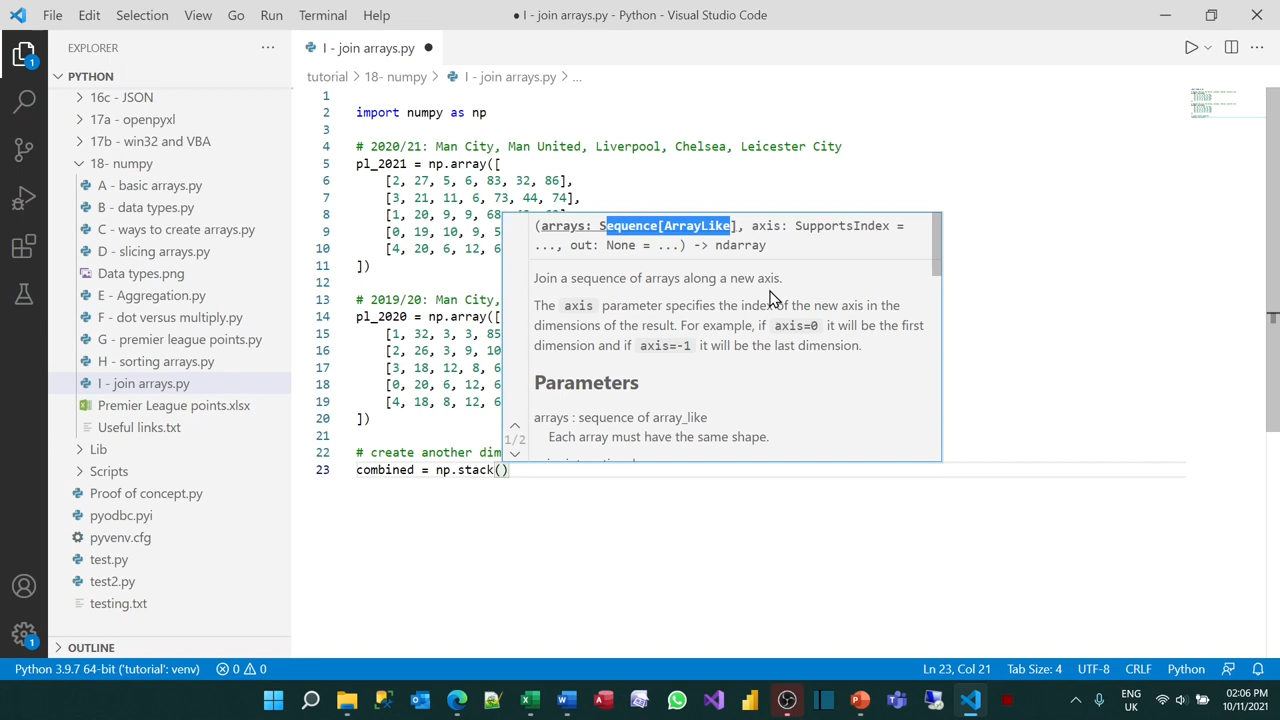 File Edit Selection View Go Run Terminal Help
● I - join arrays.py - Python - Visual Studio Code
EXPLORER
PYTHON
16c - JSON
17a - openpyxl
17b - win32 and VBA
18- numpy
A - basic arrays.py
B - data types.py
C - ways to create arrays.py
D - slicing arrays.py
Data types.png
E - Aggregation.py
F - dot versus multiply.py
G - premier league points.py
H - sorting arrays.py
I - join arrays.py
Premier League points.xlsx
Useful links.txt
Lib
Scripts
Proof of concept.py
pyodbc.pyi
pyvenv.cfg
test.py
test2.py
testing.txt
OUTLINE
I - join arrays.py ●
tutorial > 18- numpy > I - join arrays.py > ...
1
2 import numpy as np
3
4 # 2020/21: Man City, Man United, Liverpool, Chelsea, Leicester City
5 pl_2021 = np.array([
6 [2, 27, 5, 6, 83, 32, 86],
7 [3, 21, 11, 6, 73, 44, 74],
8 [1, 20, 9, 9, 68,
9 [0, 19, 10, 9, 5
10 [4, 20, 6, 12, 6
11 ])
12
13 # 2019/20: Man City,
14 pl_2020 = np.array([
15 [1, 32, 3, 3, 85
16 [2, 26, 3, 9, 10
17 [3, 18, 12, 8, 6
18 [0, 20, 6, 12, 6
19 [4, 18, 8, 12, 6
20 ])
21
22 # create another dim
23 combined = np.stack()
(arrays: Sequence[ArrayLike], axis: SupportsIndex =
..., out: None = ...) -> ndarray
Join a sequence of arrays along a new axis.
The axis parameter specifies the index of the new axis in the
dimensions of the result. For example, if axis=0 it will be the first
dimension and if axis=-1 it will be the last dimension.
Parameters
arrays : sequence of array_like
Each array must have the same shape.
1/2
Python 3.9.7 64-bit ('tutorial': venv) 0 0
Ln 23, Col 21 Tab Size: 4 UTF-8 CRLF Python
ENG
UK
02:06 PM
10/11/2021